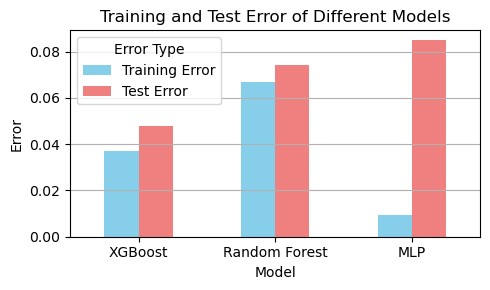 Training and Test Error of Different Models
Error Type
Training Error
Test Error
Error
0.08
0.06
0.04
0.02
0.00
XGBoost
Random Forest
MLP
Model